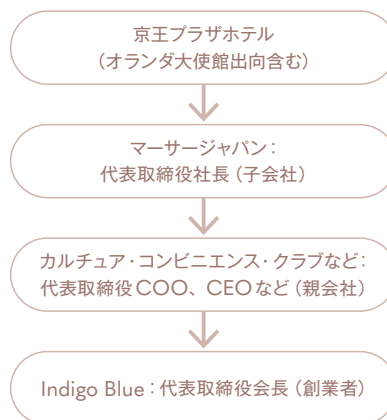 京王プラザホテル
(オランダ大使館出向含む)
マーサージャパン:
代表取締役社長(子会社)
カルチュア・コンビニエンス・クラブなど:
代表取締役COO、CEOなど(親会社)
Indigo Blue:代表取締役会長(創業者)